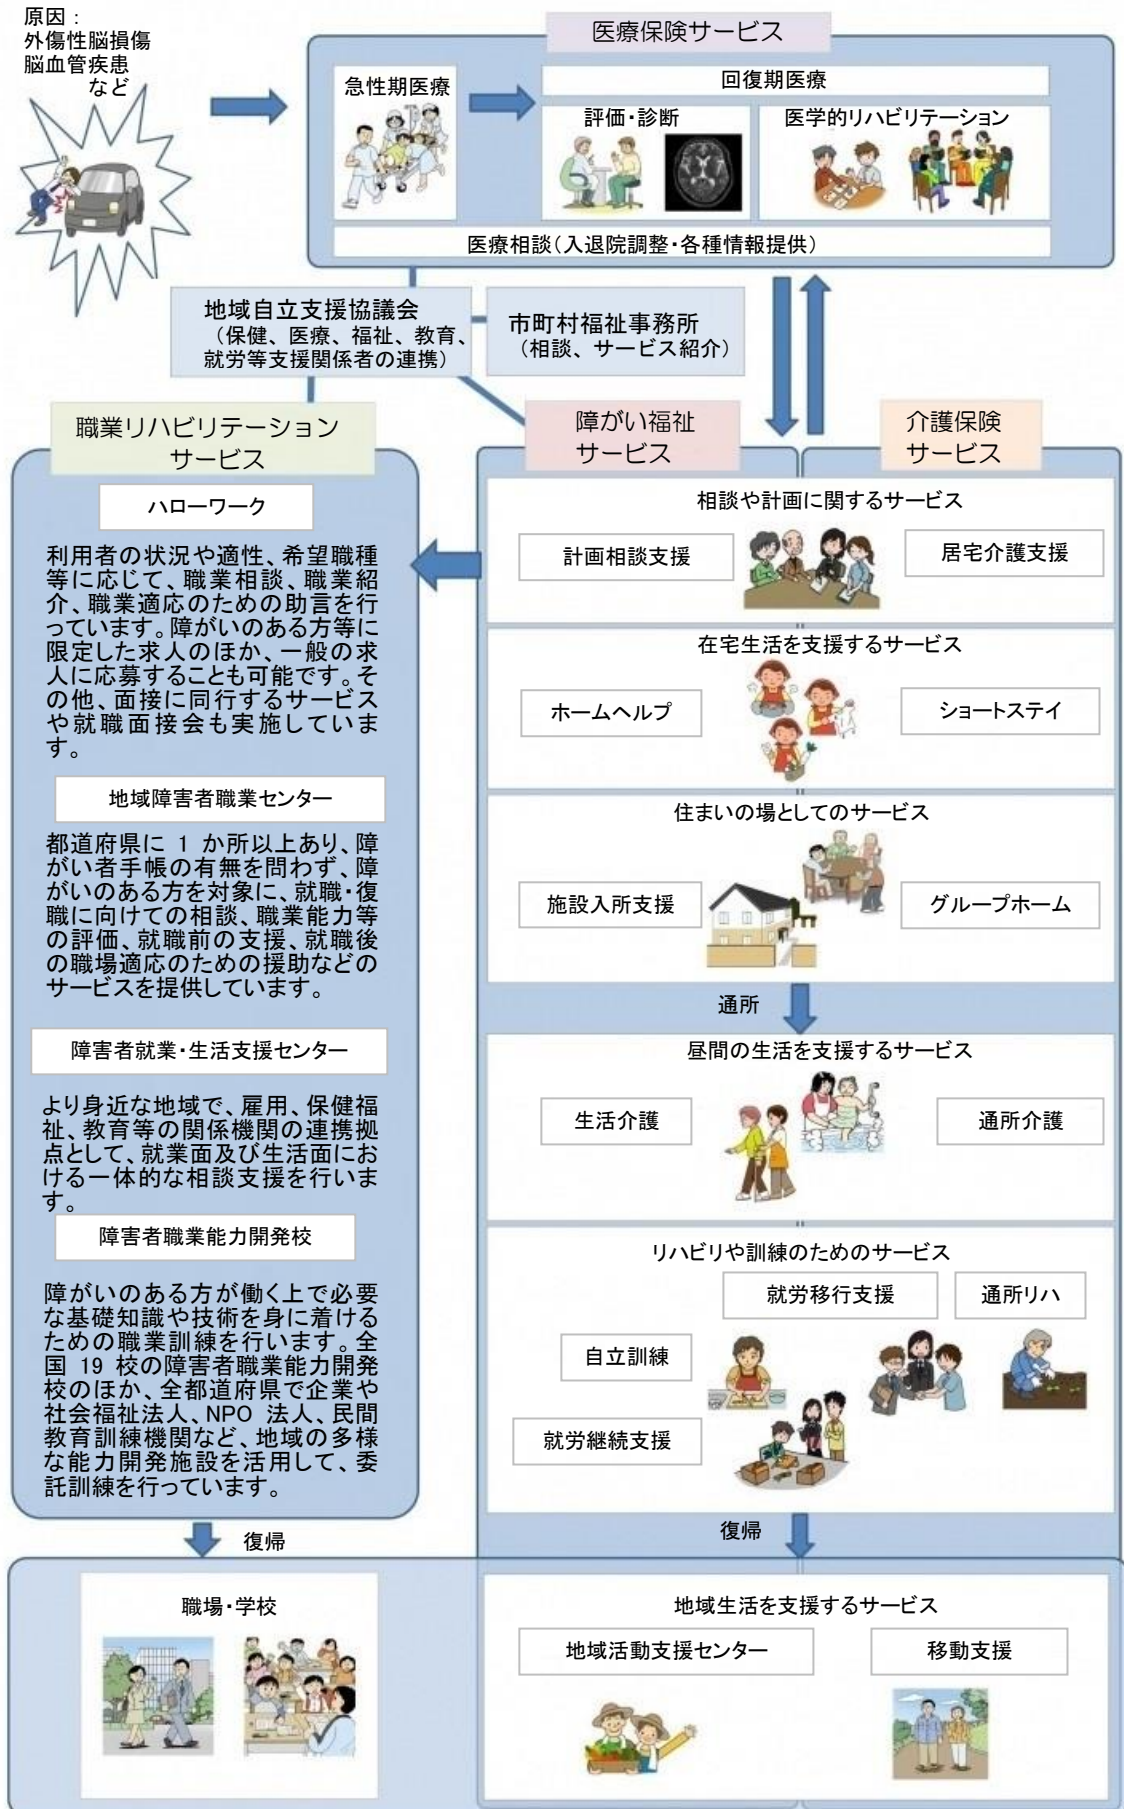 原因：
外傷性脳損傷
脳血管疾患
など
医療保険サービス
急性期医療
回復期医療
評価・診断
医学的リハビリテーション
医療相談（入退院調整・各種情報提供）
地域自立支援協議会
（保健、医療、福祉、教育、
就労等支援関係者の連携）
市町村福祉事務所
（相談、サービス紹介）
職業リハビリテーション
サービス
ハローワーク
利用者の状況や適性、希望職種
等に応じて、職業相談、職業紹
介、職業適応のための助言を行
っています。障がいのある方等に
限定した求人のほか、一般の求
人に応募することも可能です。そ
の他、面接に同行するサービス
や就職面接会も実施していま
す。
地域障害者職業センター
都道府県に 1 か所以上あり、障
がい者手帳の有無を問わず、障
がいのある方を対象に、就職・復
職に向けての相談、職業能力等
の評価、就職前の支援、就職後
の職場適応のための援助などの
サービスを提供しています。
障害者就業・生活支援センター
より身近な地域で、雇用、保健福
祉、教育等の関係機関の連携拠
点として、就業面及び生活面にお
ける一体的な相談支援を行いま
す。
障害者職業能力開発校
障がいのある方が働く上で必要
な基礎知識や技術を身に着ける
ための職業訓練を行います。全
国 19 校の障害者職業能力開発
校のほか、全都道府県で企業や
社会福祉法人、NPO 法人、民間
教育訓練機関など、地域の多様
な能力開発施設を活用して、委
託訓練を行っています。
復帰
職場・学校
障がい福祉
サービス
介護保険
サービス
相談や計画に関するサービス
計画相談支援
居宅介護支援
在宅生活を支援するサービス
ホームヘルプ
ショートステイ
住まいの場としてのサービス
施設入所支援
グループホーム
通所
昼間の生活を支援するサービス
生活介護
通所介護
リハビリや訓練のためのサービス
就労移行支援
通所リハ
自立訓練
就労継続支援
復帰
地域生活を支援するサービス
地域活動支援センター
移動支援